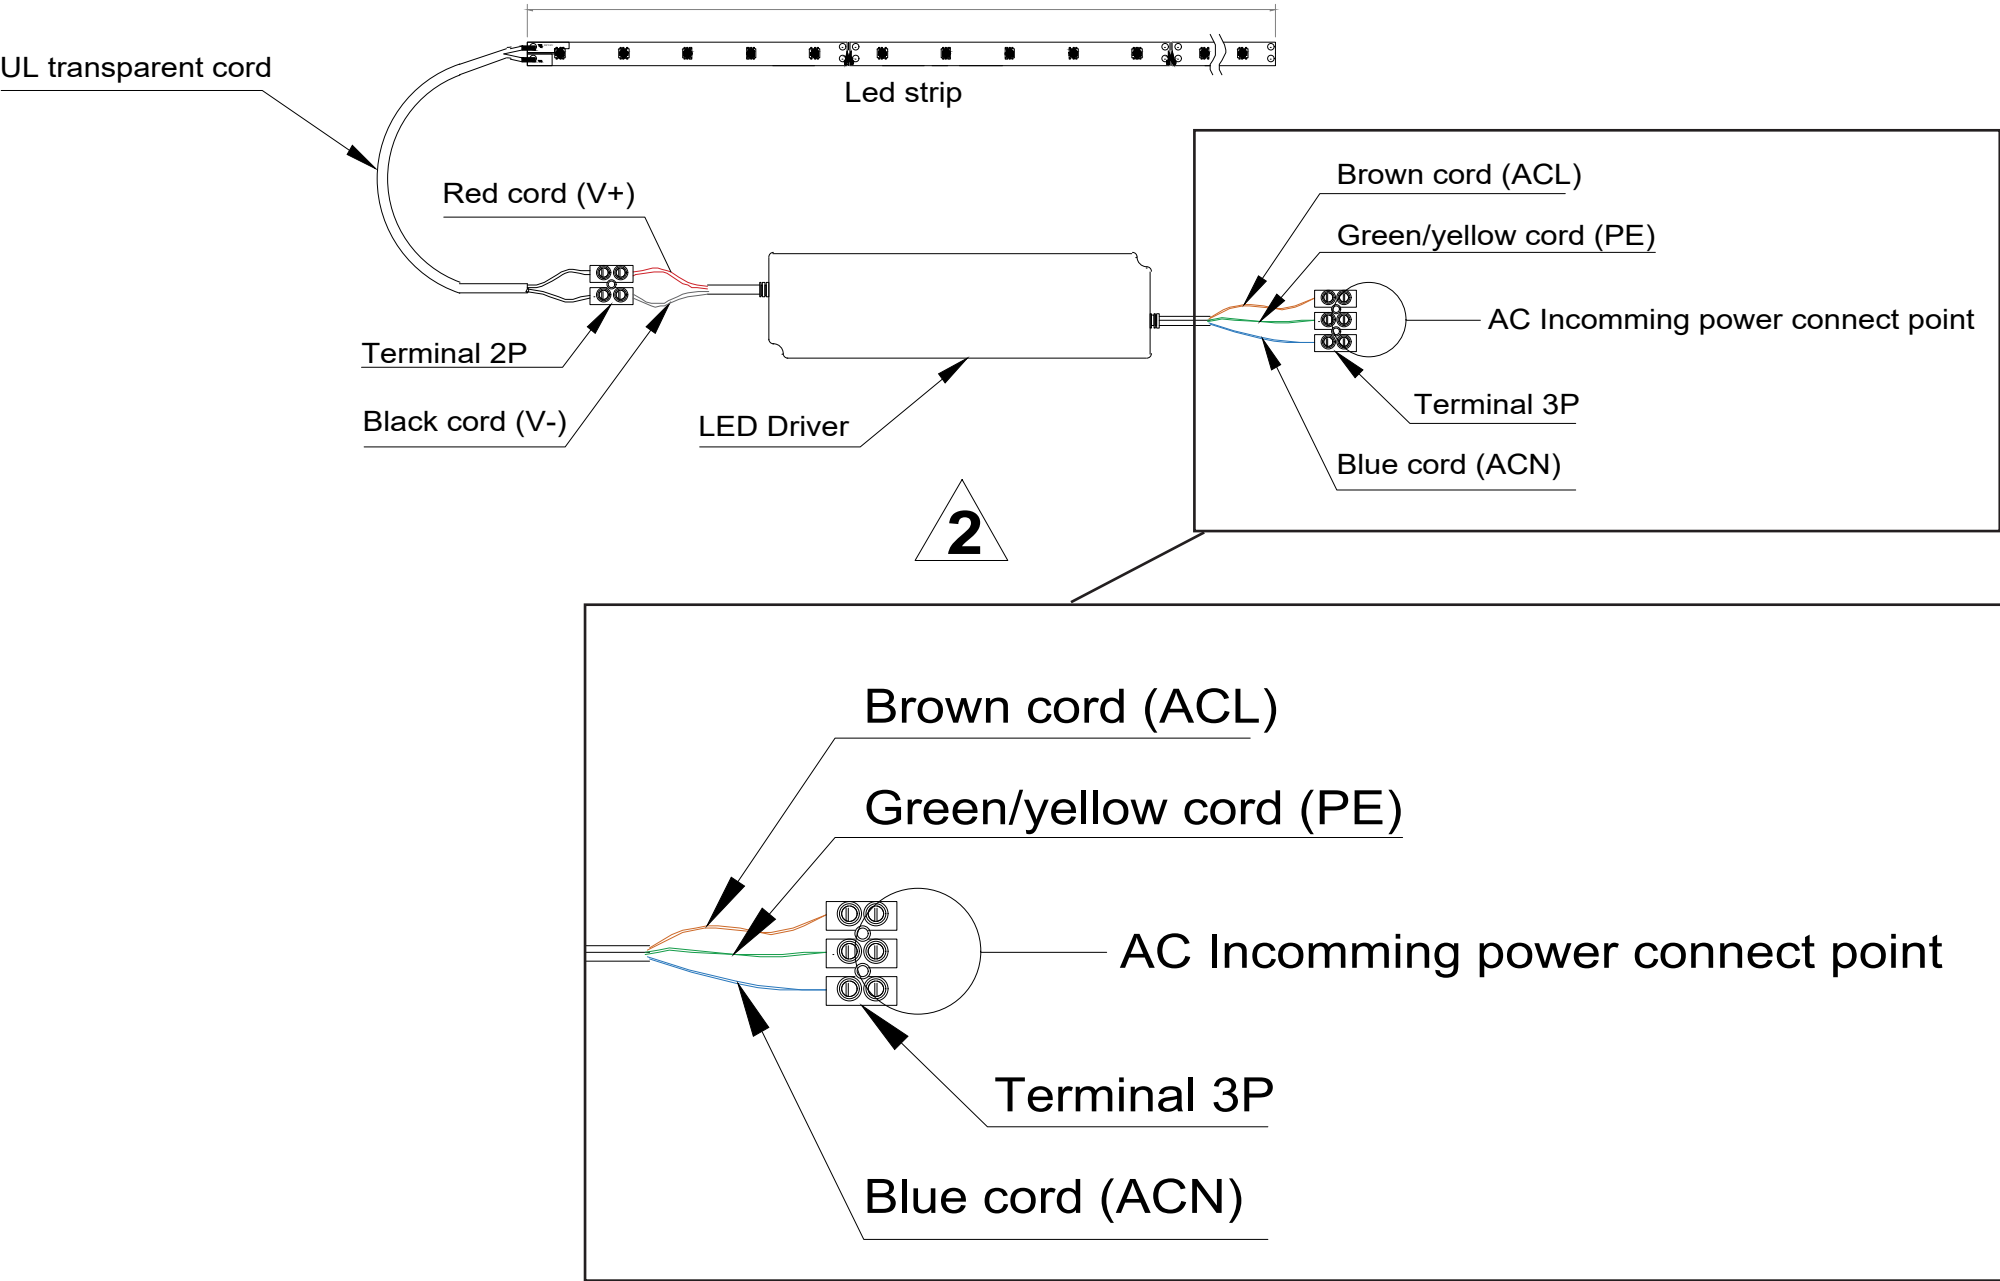 UL transparent cord
Led strip
Red cord (V+)
Brown cord (ACL)
Green/yellow cord (PE)
AC Incomming power connect point
Terminal 2P
Terminal 3P
Black cord (V-)
LED Driver
Blue cord (ACN)
2
Brown cord (ACL)
Green/yellow cord (PE)
AC Incomming power connect point
Terminal 3P
Blue cord (ACN)